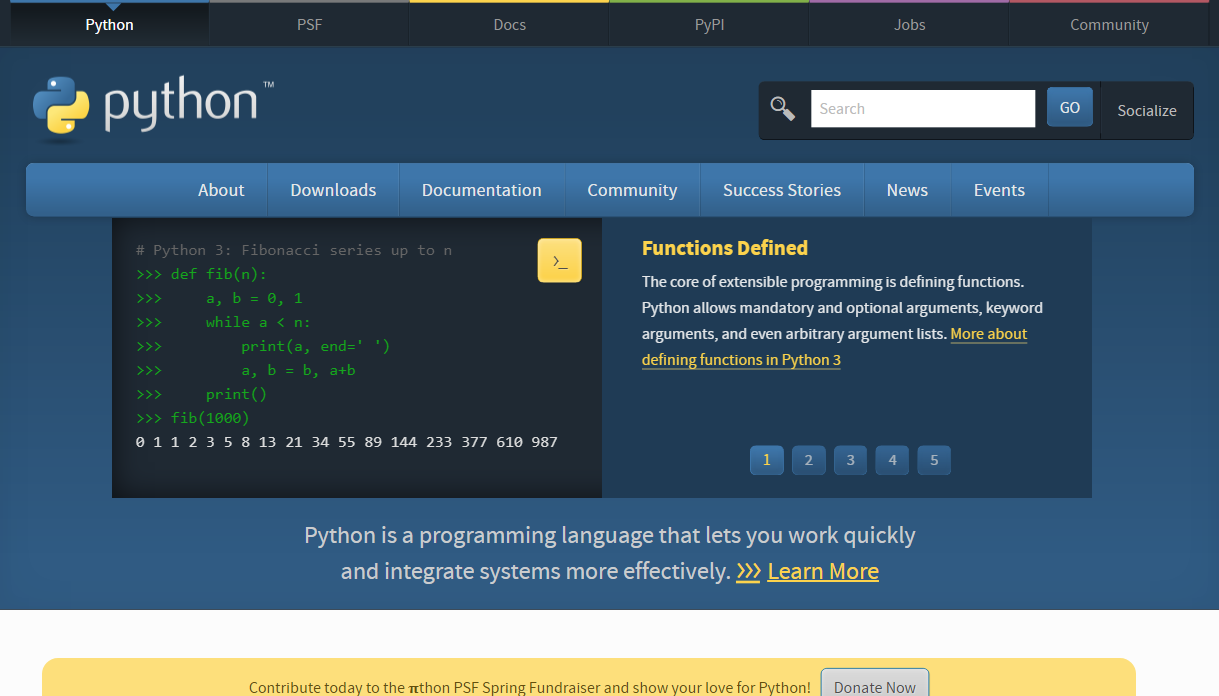 Python PSF Docs PyPI Jobs Community
python™
Search GO Socialize
About Downloads Documentation Community Success Stories News Events
# Python 3: Fibonacci series up to n
>>> def fib(n):
>>>     a, b = 0, 1
>>>     while a < n:
>>>         print(a, end=' ')
>>>         a, b = b, a+b
>>>     print()
>>> fib(1000)
0 1 1 2 3 5 8 13 21 34 55 89 144 233 377 610 987
>_
Functions Defined
The core of extensible programming is defining functions.
Python allows mandatory and optional arguments, keyword
arguments, and even arbitrary argument lists. More about
defining functions in Python 3
1 2 3 4 5
Python is a programming language that lets you work quickly
and integrate systems more effectively. >>> Learn More
Contribute today to the πthon PSF Spring Fundraiser and show your love for Python! Donate Now